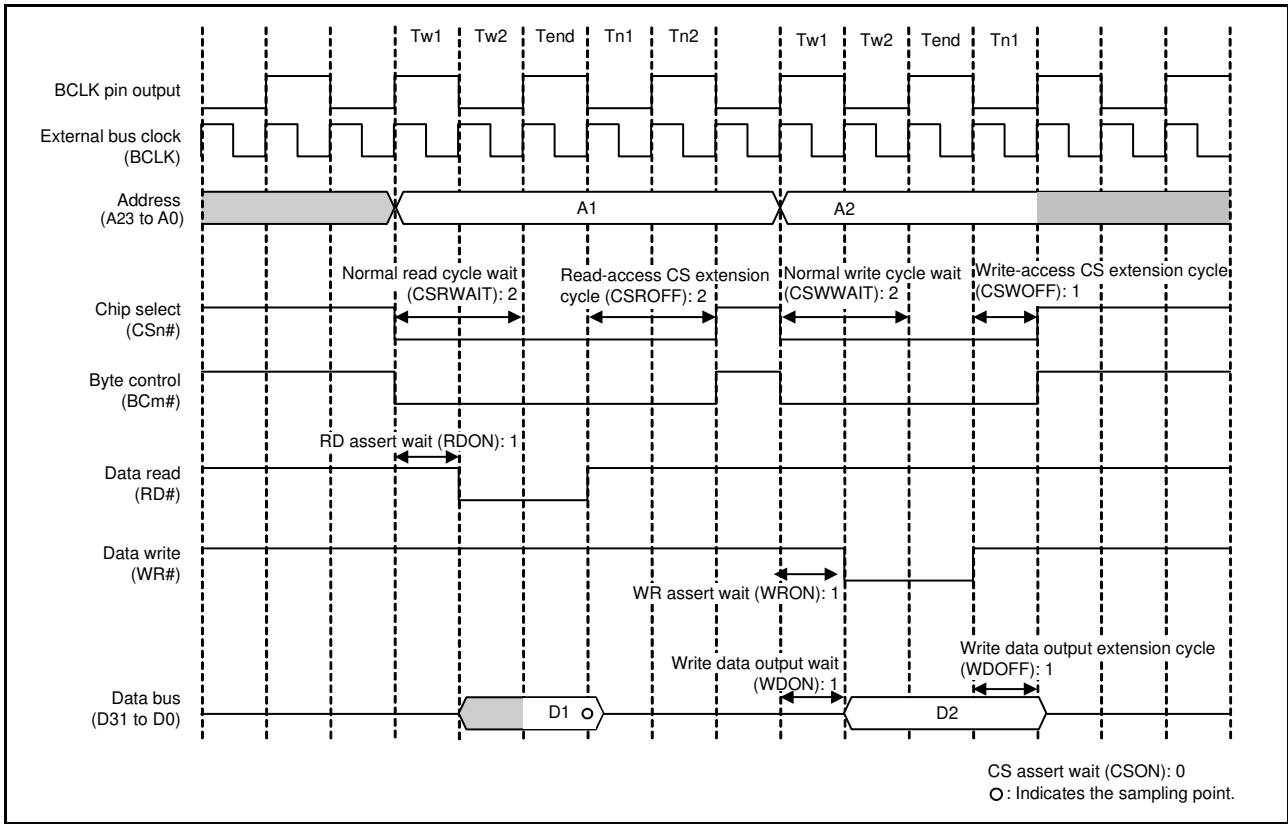 Tw1 Tw2 Tend Tn1 Tn2 Tw1 Tw2 Tend Tn1
BCLK pin output
External bus clock
(BCLK)
Address
(A23 to A0)
A1 A2
Normal read cycle wait
(CSRWAIT): 2
Read-access CS extension
cycle (CSROFF): 2
Normal write cycle wait
(CSWWAIT): 2
Write-access CS extension cycle
(CSWOFF): 1
Chip select
(CSn#)
Byte control
(BCm#)
RD assert wait (RDON): 1
Data read
(RD#)
Data write
(WR#)
WR assert wait (WRON): 1
Write data output wait
(WDON): 1
Write data output extension cycle
(WDOFF): 1
Data bus
(D31 to D0)
D1 D2
CS assert wait (CSON): 0
: Indicates the sampling point.